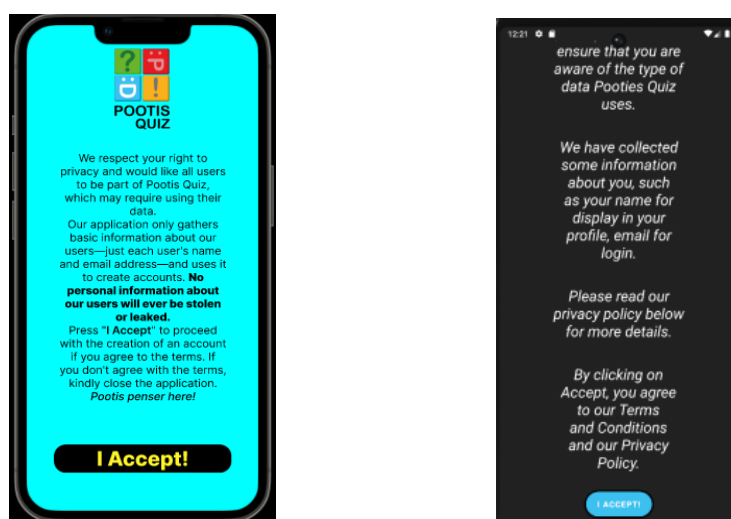 ?
:P
:D
!
POOTIS
QUIZ
We respect your right to
privacy and would like all users
to be part of Pootis Quiz,
which may require using their
data.
Our application only gathers
basic information about our
users—just each user's name
and email address—and uses it
to create accounts. No
personal information about
our users will ever be stolen
or leaked.
Press "I Accept" to proceed
with the creation of an account
if you agree to the terms. If
you don't agree with the terms,
kindly close the application.
Pootis penser here!
I Accept!
12:21
ensure that you are
aware of the type of
data Pooties Quiz
uses.
We have collected
some information
about you, such
as your name for
display in your
profile, email for
login.
Please read our
privacy policy below
for more details.
By clicking on
Accept, you agree
to our Terms
and Conditions
and our Privacy
Policy.
I ACCEPT!